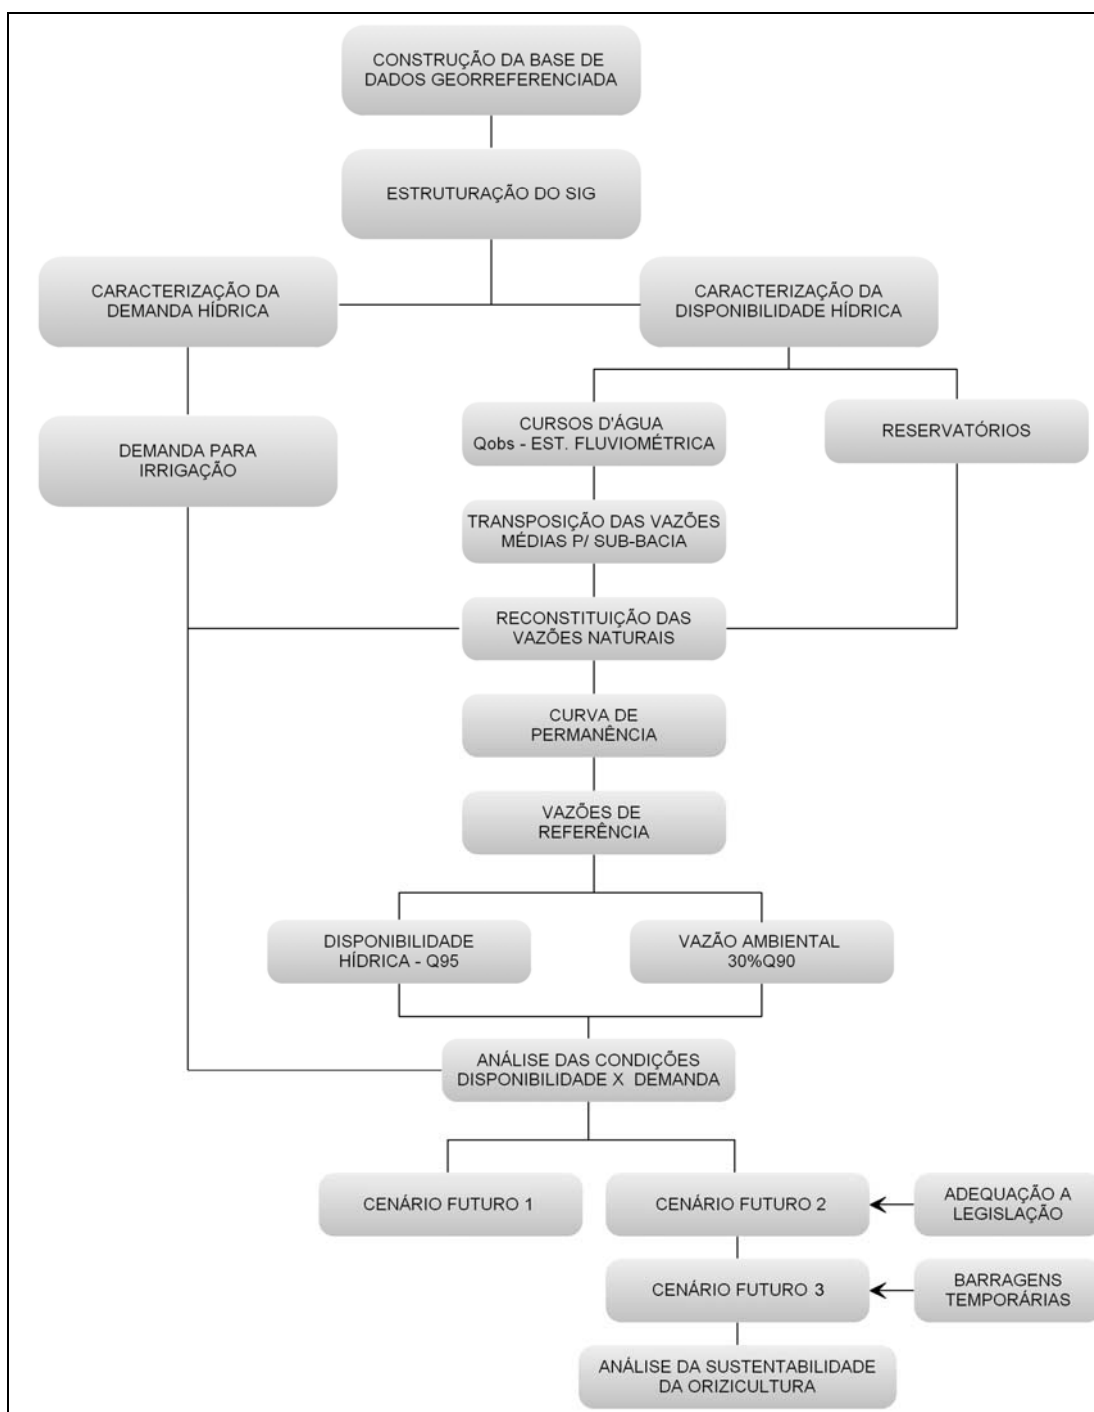 CONSTRUÇÃO DA BASE DE
DADOS GEORREFERENCIADA
ESTRUTURAÇÃO DO SIG
CARACTERIZAÇÃO DA
DEMANDA HÍDRICA
CARACTERIZAÇÃO DA
DISPONIBILIDADE HÍDRICA
CURSOS D'ÁGUA
Qobs - EST. FLUVIOMÉTRICA
RESERVATÓRIOS
DEMANDA PARA
IRRIGAÇÃO
TRANSPOSIÇÃO DAS VAZÕES
MÉDIAS P/ SUB-BACIA
RECONSTITUIÇÃO DAS
VAZÕES NATURAIS
CURVA DE
PERMANÊNCIA
VAZÕES DE
REFERÊNCIA
DISPONIBILIDADE
HÍDRICA - Q95
VAZÃO AMBIENTAL
30%Q90
ANÁLISE DAS CONDIÇÕES
DISPONIBILIDADE X DEMANDA
CENÁRIO FUTURO 1
CENÁRIO FUTURO 2
ADEQUAÇÃO A
LEGISLAÇÃO
CENÁRIO FUTURO 3
BARRAGENS
TEMPORÁRIAS
ANÁLISE DA SUSTENTABILIDADE
DA ORIZICULTURA